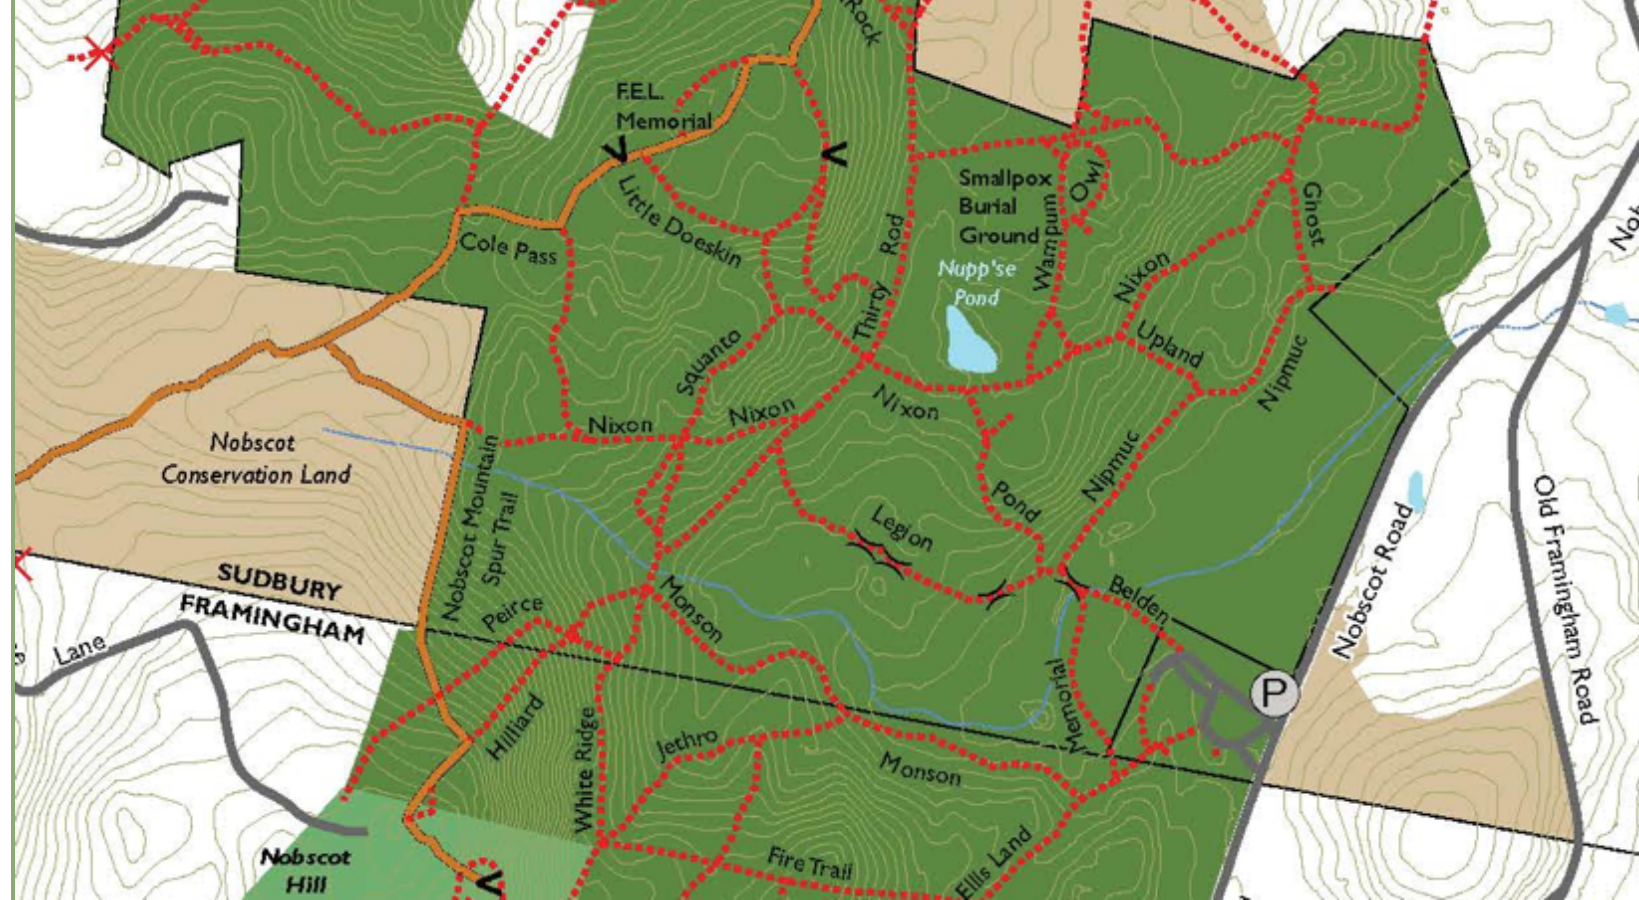 Rock
F.E.L.
Memorial
Little Doeskin
Cole Pass
Smallpox
Burial
Ground
Owl
Wampum
Rod
Thirty
Nupp'se
Pond
Ghost
Nixon
Upland
Nipmuc
Squanto
Nixon
Nixon
Nixon
Nobscot
Conservation Land
Nobscot Mountain
Spur Trail
Pond
Nipmuc
Legion
Old Framingham Road
Nobscot Road
SUDBURY
FRAMINGHAM
Peirce
Monson
Belden
Lane
P
Memorial
Hilliard
White Ridge
Jethro
Monson
Nobscot
Hill
Fire Trail
Ellis Land